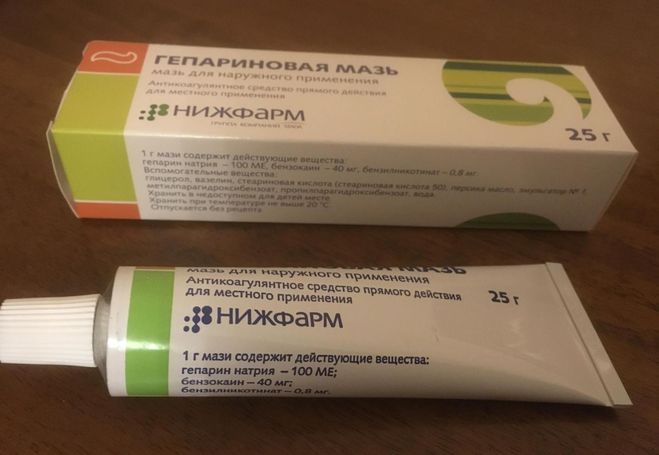 ГЕПАРИНОВАЯ МАЗЬ
мазь для наружного применения
Антикоагулянтное средство прямого действия
для местного применения
НИЖФАРМ
ГРУППА КОМПАНИЙ
25 г
1 г мази содержит действующие вещества:
гепарин натрия – 100 МЕ, бензокаин – 40 мг, бензилникотинат – 0,8 мг.
Вспомогательные вещества:
глицерол, вазелин, стеариновая кислота (стеариновая кислота 50), персика масло, эмульгатор № 1,
метилпарагидроксибензоат, пропилпарагидроксибензоат, вода.
Хранить в недоступном для детей месте.
Хранить при температуре не выше 20 °С.
Отпускается без рецепта
МАЗЬ
мазь для наружного применения
Антикоагулянтное средство прямого действия
для местного применения
25 г
НИЖФАРМ
1 г мази содержит действующие вещества:
гепарин натрия – 100 МЕ;
бензокаин – 40 мг;
бензилникотинат – 0,8 мг.